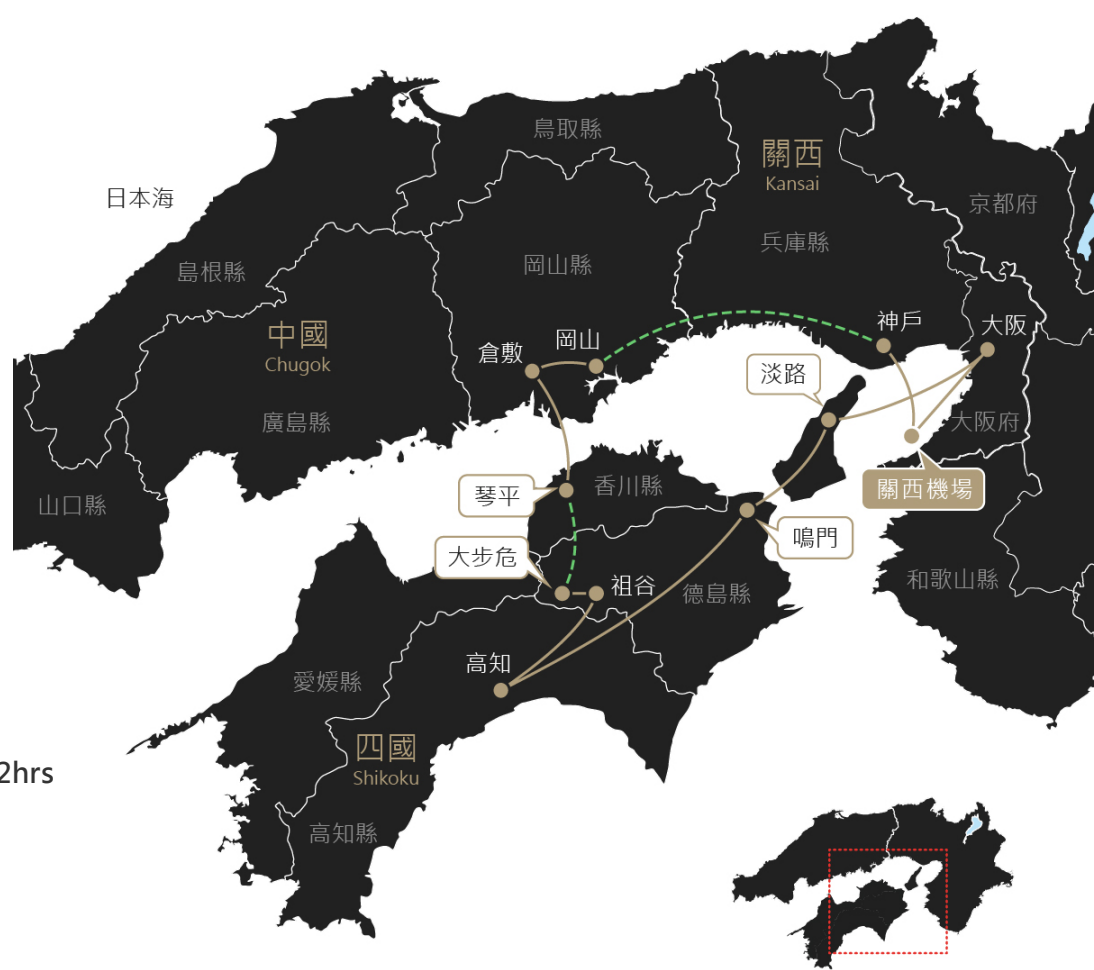 鳥取縣
關西
Kansai
日本海
京都府
兵庫縣
島根縣
岡山縣
中國
Chugok
神戶
大阪
岡山
倉敷
淡路
廣島縣
大阪府
琴平
香川縣
關西機場
山口縣
鳴門
大步危
祖谷
德島縣
和歌山縣
高知
愛媛縣
四國
Shikoku
2hrs
高知縣